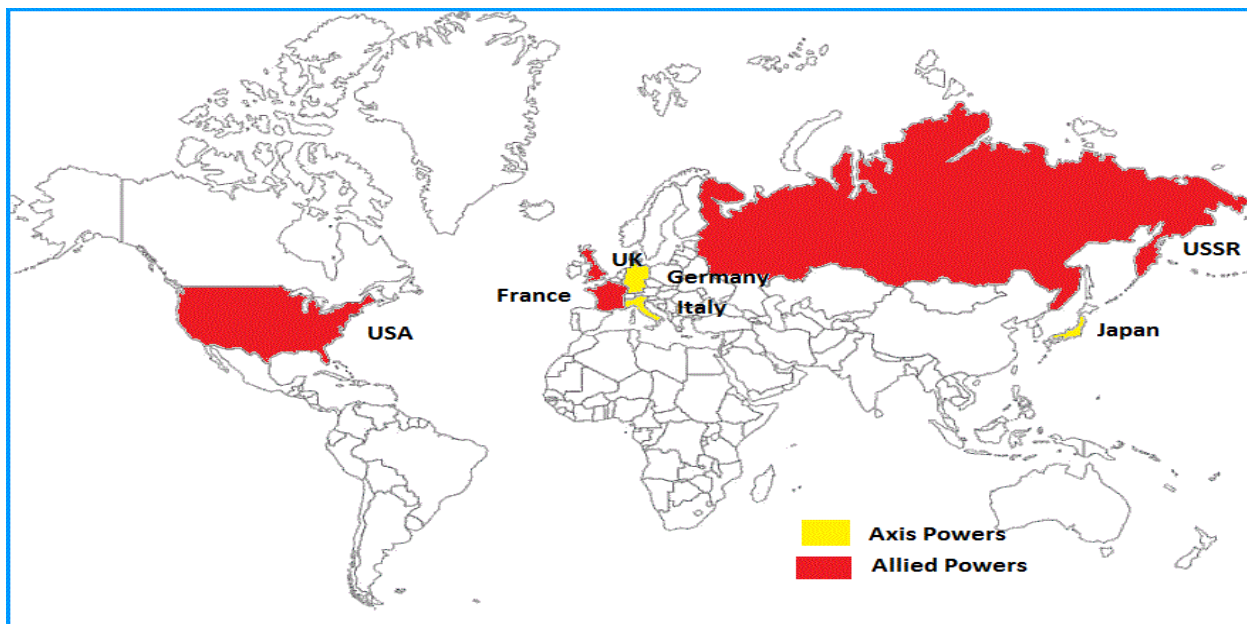 UK
USSR
Germany
France
Italy
USA
Japan
Axis Powers
Allied Powers